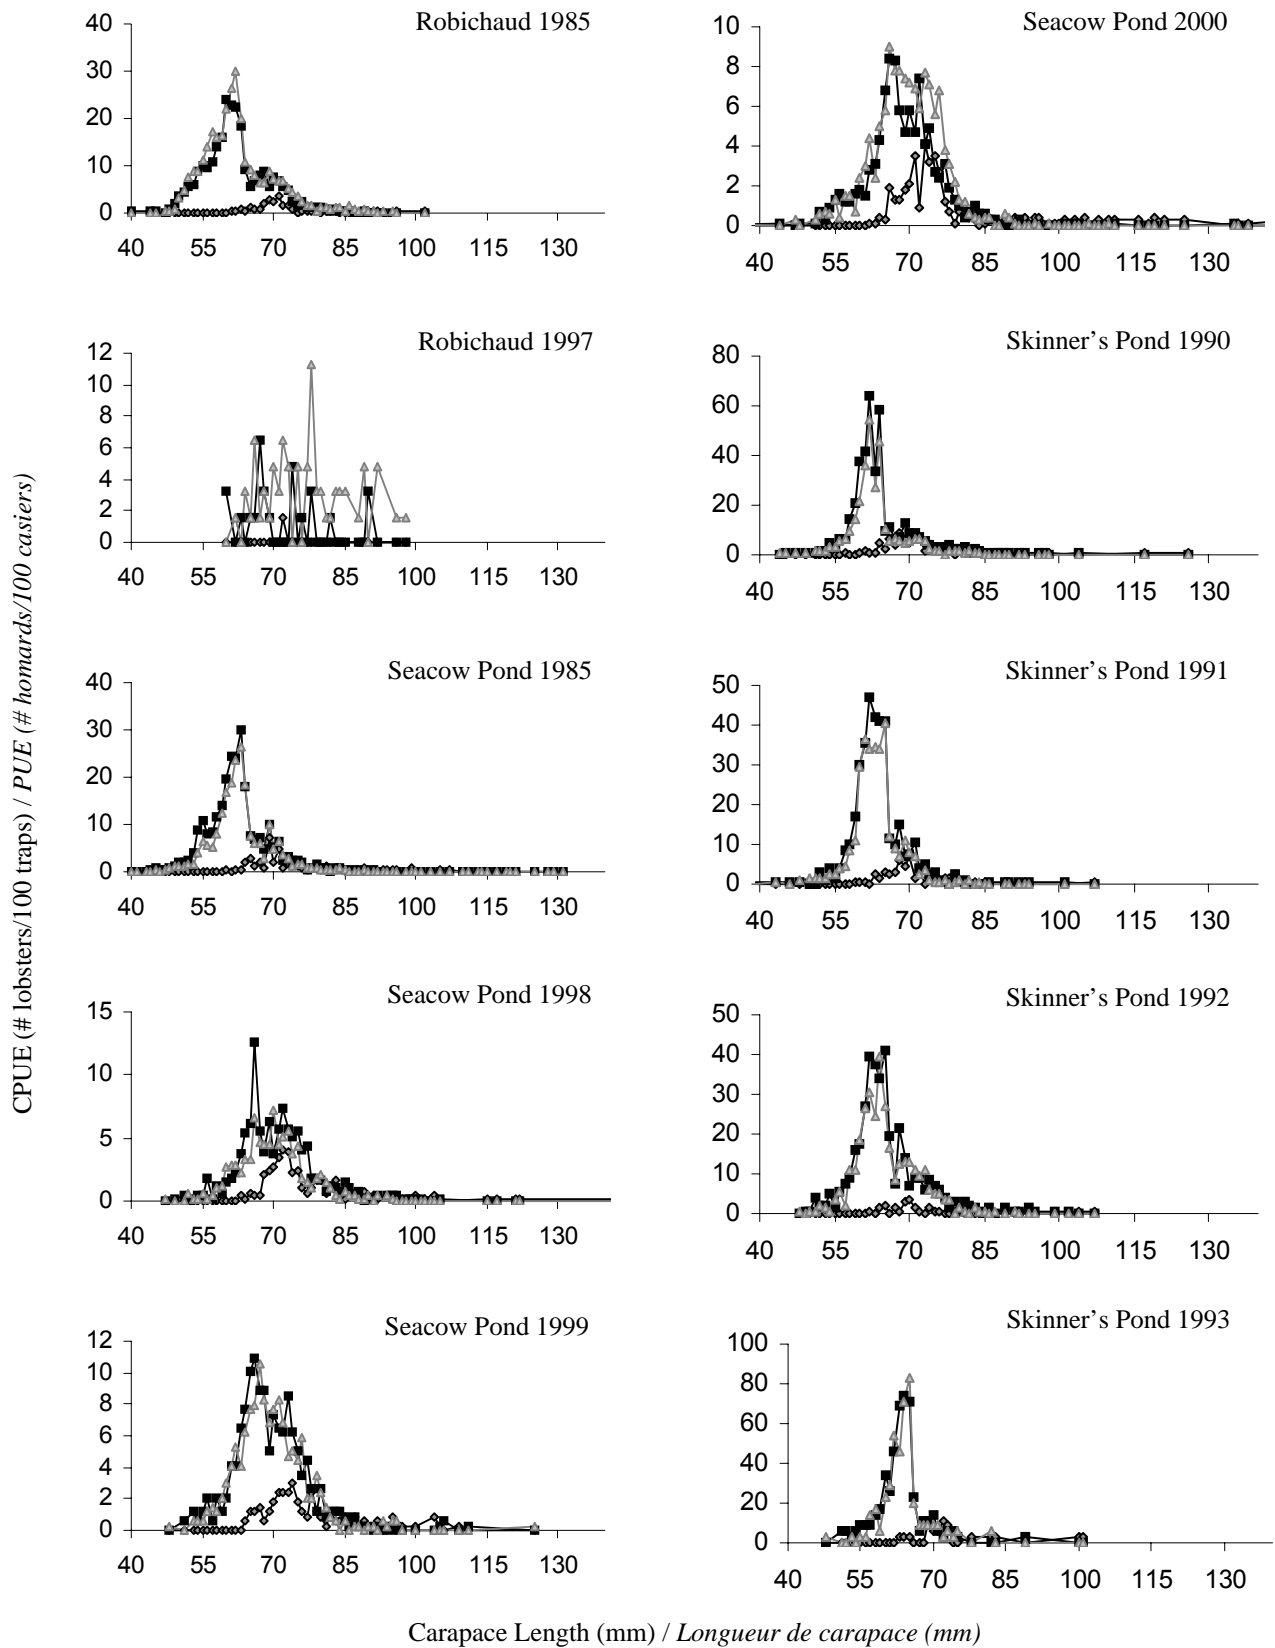 CPUE (# lobsters/100 traps) / PUE (# homards/100 casiers)
Robichaud 1985
40
30
20
10
0
40 55 70 85 100 115 130
Robichaud 1997
12
10
8
6
4
2
0
40 55 70 85 100 115 130
Seacow Pond 1985
40
30
20
10
0
40 55 70 85 100 115 130
Seacow Pond 1998
15
10
5
0
40 55 70 85 100 115 130
Seacow Pond 1999
12
10
8
6
4
2
0
40 55 70 85 100 115 130
Seacow Pond 2000
10
8
6
4
2
0
40 55 70 85 100 115 130
Skinner's Pond 1990
80
60
40
20
0
40 55 70 85 100 115 130
Skinner's Pond 1991
50
40
30
20
10
0
40 55 70 85 100 115 130
Skinner's Pond 1992
50
40
30
20
10
0
40 55 70 85 100 115 130
Skinner's Pond 1993
100
80
60
40
20
0
40 55 70 85 100 115 130
Carapace Length (mm) / Longueur de carapace (mm)